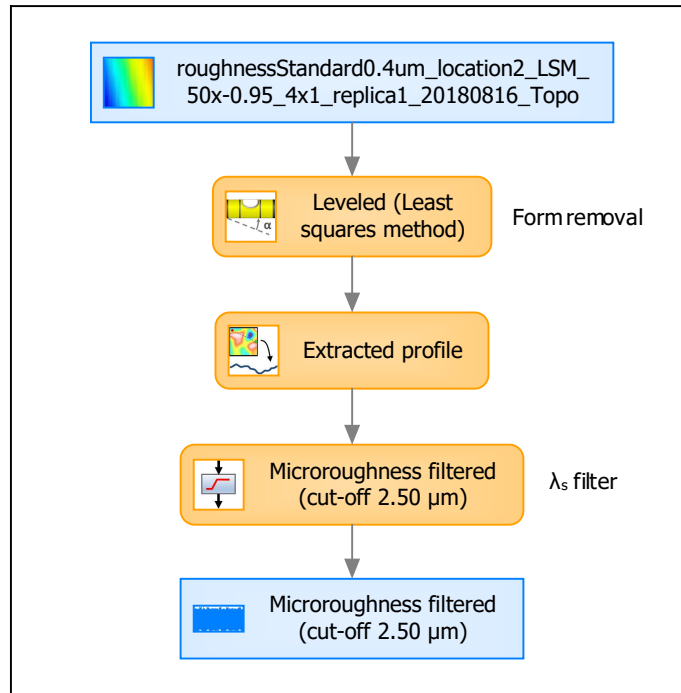 roughnessStandard0.4um_location2_LSM_
50x-0.95_4x1_replica1_20180816_Topo
Leveled (Least
squares method)
Form removal
α
Extracted profile
Microroughness filtered
(cut-off 2.50 µm)
λs filter
Microroughness filtered
(cut-off 2.50 µm)